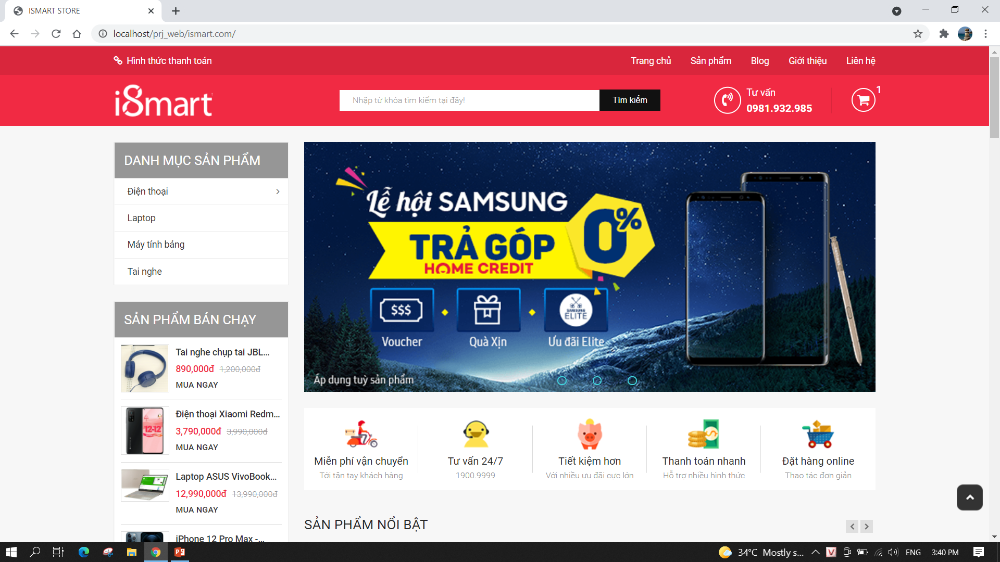 ISMART STORE
localhost/prj_web/ismart.com/
Hình thức thanh toán
Trang chủ
Sản phẩm
Blog
Giới thiệu
Liên hệ
iSmart
Nhập từ khóa tìm kiếm tại đây!
Tìm kiếm
Tư vấn
0981.932.985
1
DANH MỤC SẢN PHẨM
Điện thoại
Laptop
Máy tính bảng
Tai nghe
Lễ hội SAMSUNG
0%
TRẢ GÓP
HOME CREDIT
$$$
SAMSUNG
ELITE
Voucher
Quà Xịn
Ưu đãi Elite
Áp dụng tuỳ sản phẩm
SẢN PHẨM BÁN CHẠY
Tai nghe chụp tai JBL...
890,000đ 1,200,000đ
MUA NGAY
12-12
Điện thoại Xiaomi Redm...
3,790,000đ 3,990,000đ
MUA NGAY
Laptop ASUS VivoBook...
12,990,000đ 13,990,000đ
MUA NGAY
iPhone 12 Pro Max -...
Miễn phí vận chuyển
Tới tận tay khách hàng
Tư vấn 24/7
1900.9999
Tiết kiệm hơn
Với nhiều ưu đãi cực lớn
Thanh toán nhanh
Hỗ trợ nhiều hình thức
Đặt hàng online
Thao tác đơn giản
SẢN PHẨM NỔI BẬT
34°C Mostly s...
ENG
3:40 PM